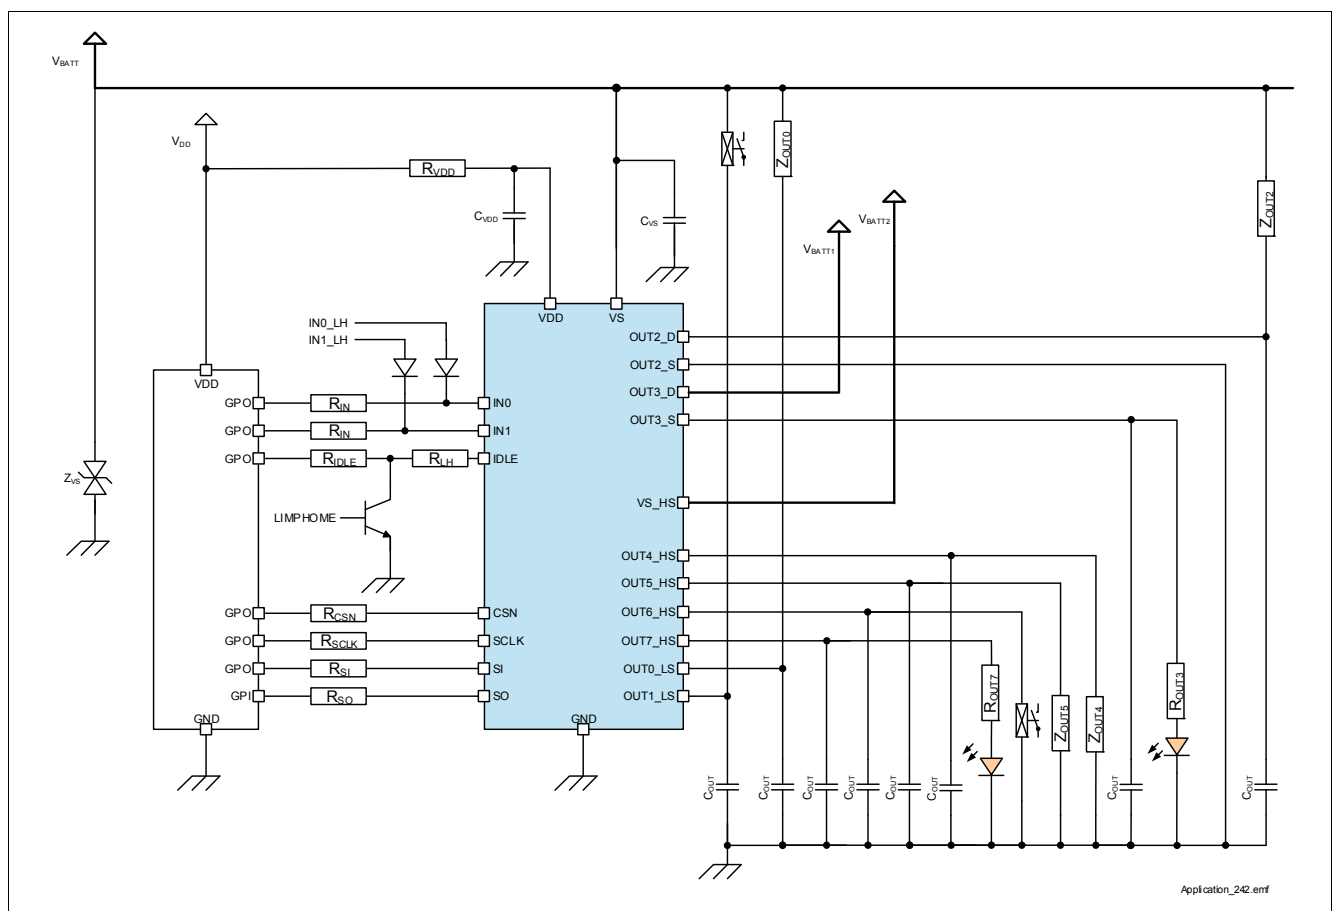 VBATT
VDD
RVDD
CVDD
CVS
ZOUT0
ZOUT2
VBATT2
VBATT1
IN0_LH
IN1_LH
VDD
VS
VDD
OUT2_D
OUT2_S
OUT3_D
OUT3_S
GPO
RIN
IN0
GPO
RIN
IN1
GPO
RIDLE
RLH
IDLE
ZVS
LIMPHOME
VS_HS
OUT4_HS
OUT5_HS
OUT6_HS
OUT7_HS
OUT0_LS
OUT1_LS
GPO
RCSN
CSN
GPO
RSCLK
SCLK
GPO
RSI
SI
GPI
RSO
SO
GND
GND
ROUT7
ZOUT5
ZOUT4
ROUT3
COUT
COUT
COUT
COUT
COUT
COUT
COUT
COUT
Application_242.emf